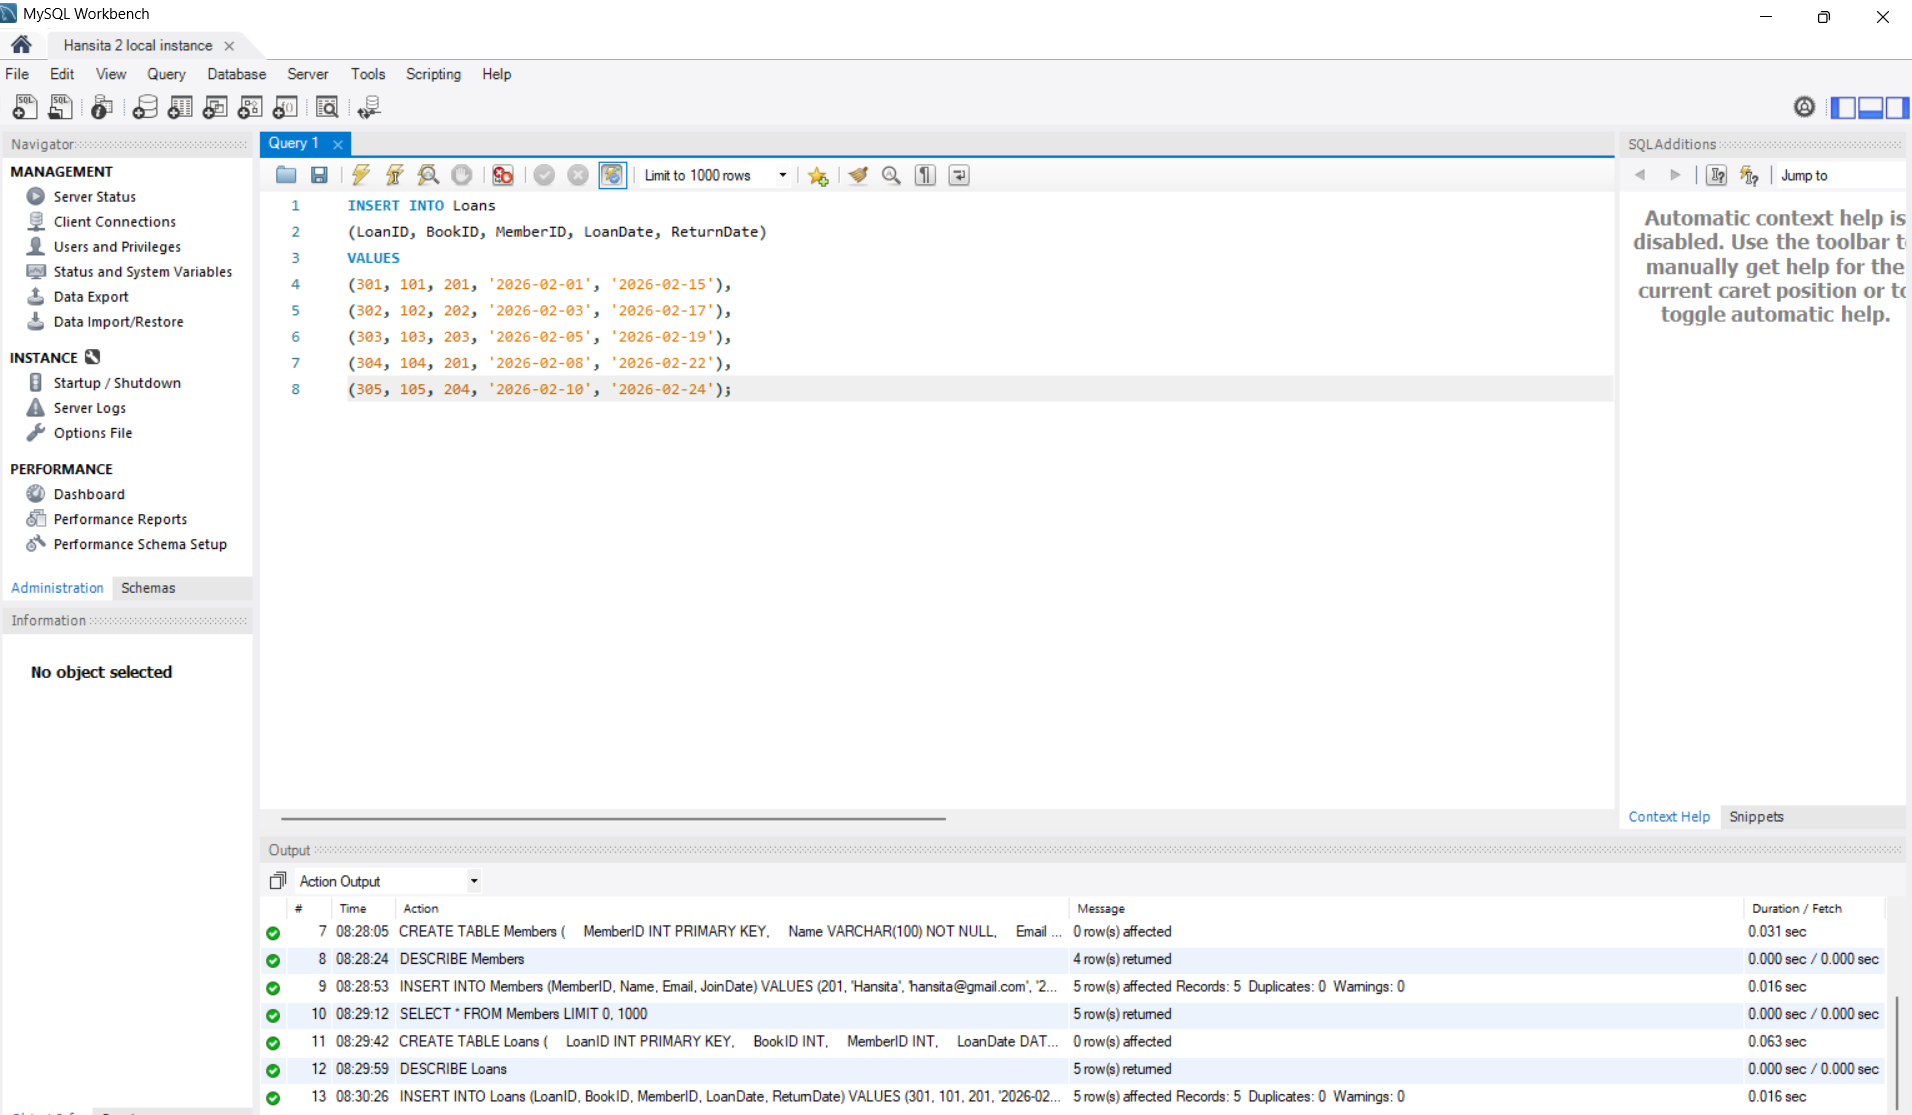 MySQL Workbench
Hansita 2 local instance
File Edit View Query Database Server Tools Scripting Help
Navigator
MANAGEMENT
Server Status
Client Connections
Users and Privileges
Status and System Variables
Data Export
Data Import/Restore
INSTANCE
Startup / Shutdown
Server Logs
Options File
PERFORMANCE
Dashboard
Performance Reports
Performance Schema Setup
Administration Schemas
Information
No object selected
Query 1
Limit to 1000 rows
1 INSERT INTO Loans
2 (LoanID, BookID, MemberID, LoanDate, ReturnDate)
3 VALUES
4 (301, 101, 201, '2026-02-01', '2026-02-15'),
5 (302, 102, 202, '2026-02-03', '2026-02-17'),
6 (303, 103, 203, '2026-02-05', '2026-02-19'),
7 (304, 104, 201, '2026-02-08', '2026-02-22'),
8 (305, 105, 204, '2026-02-10', '2026-02-24');
SQLAdditions
Jump to
Automatic context help is
disabled. Use the toolbar
manually get help for the
current caret position or
toggle automatic help.
Context Help Snippets
Output
Action Output
# Time Action Message Duration / Fetch
7 08:28:05 CREATE TABLE Members ( MemberID INT PRIMARY KEY, Name VARCHAR(100) NOT NULL, Email ... 0 row(s) affected 0.031 sec
8 08:28:24 DESCRIBE Members 4 row(s) returned 0.000 sec / 0.000 sec
9 08:28:53 INSERT INTO Members (MemberID, Name, Email, JoinDate) VALUES (201, 'Hansita', 'hansita@gmail.com', '2... 5 row(s) affected Records: 5 Duplicates: 0 Warnings: 0 0.016 sec
10 08:29:12 SELECT * FROM Members LIMIT 0, 1000 5 row(s) returned 0.000 sec / 0.000 sec
11 08:29:42 CREATE TABLE Loans ( LoanID INT PRIMARY KEY, BookID INT, MemberID INT, LoanDate DAT... 0 row(s) affected 0.063 sec
12 08:29:59 DESCRIBE Loans 5 row(s) returned 0.000 sec / 0.000 sec
13 08:30:26 INSERT INTO Loans (LoanID, BookID, MemberID, LoanDate, ReturnDate) VALUES (301, 101, 201, '2026-02... 5 row(s) affected Records: 5 Duplicates: 0 Warnings: 0 0.016 sec